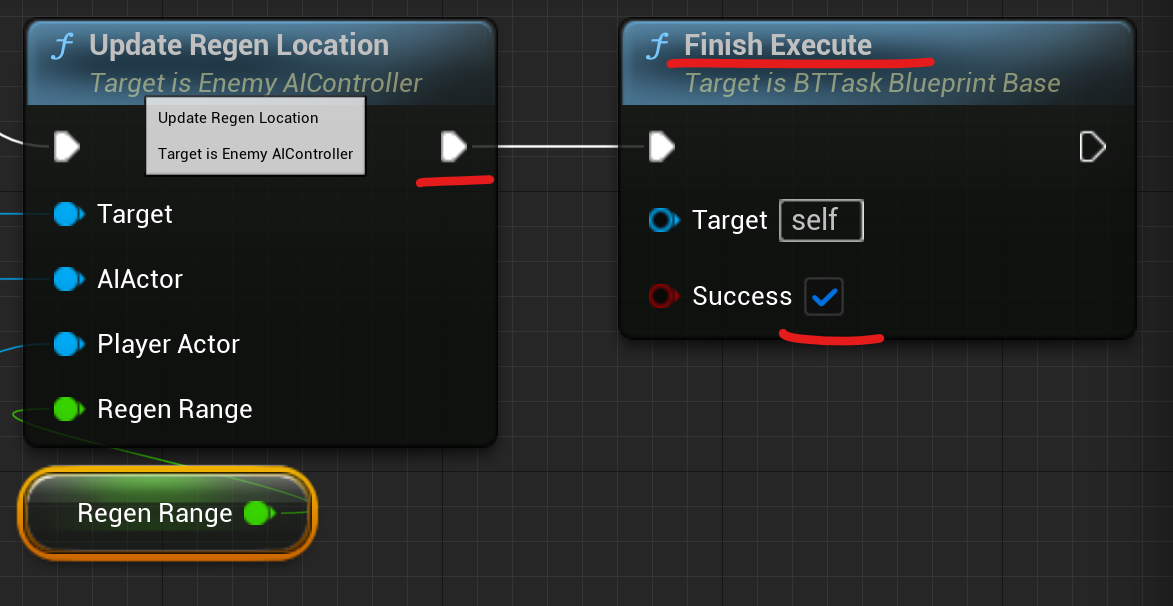 Update Regen Location
Target is Enemy AIController
Update Regen Location
Target is Enemy AIController
Target
AIActor
Player Actor
Regen Range
Regen Range
Finish Execute
Target is BTTask Blueprint Base
Target self
Success